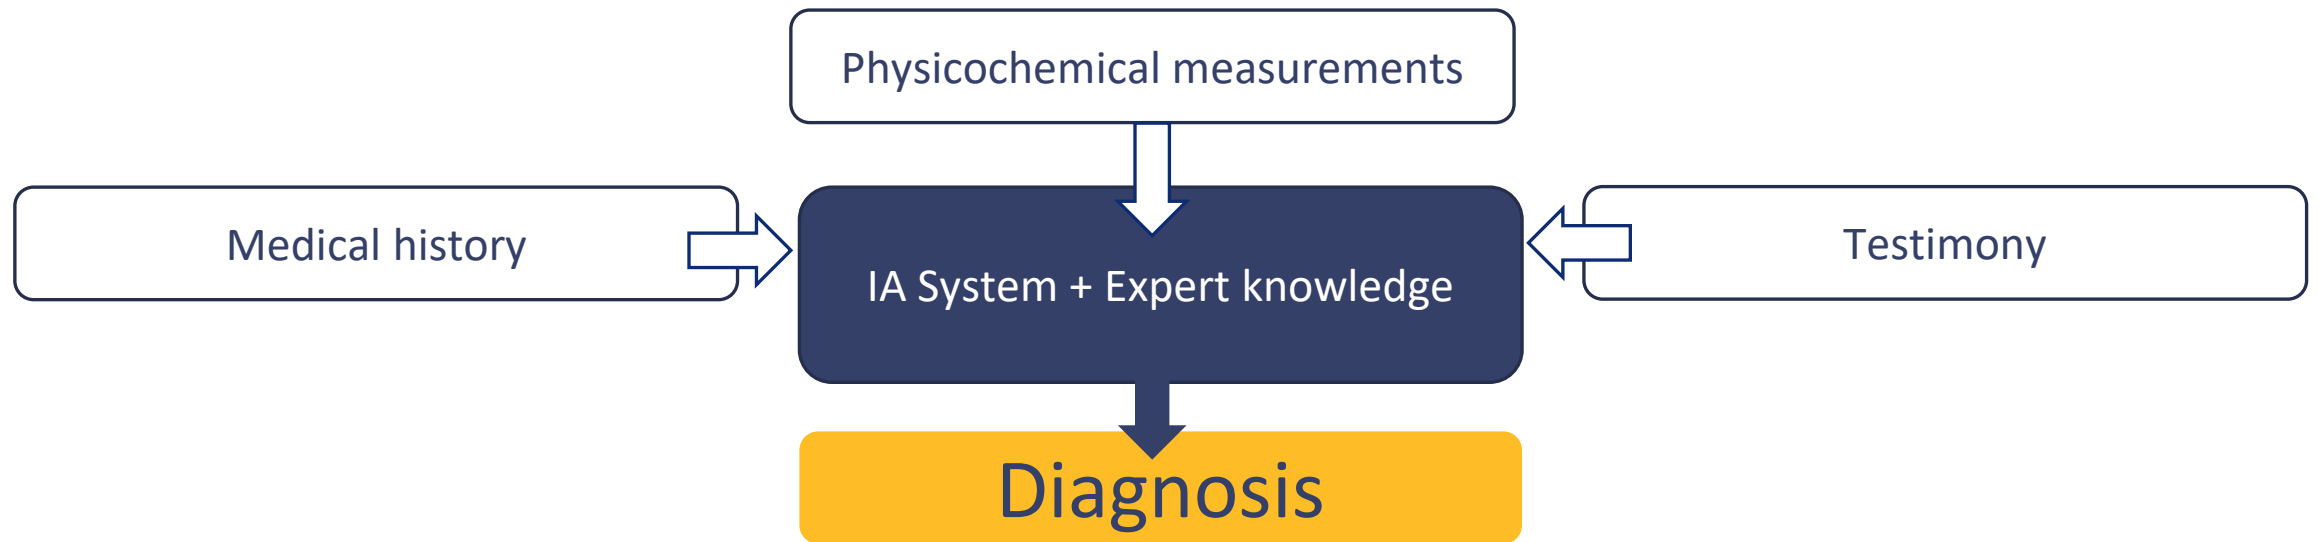 Physicochemical measurements
Medical history
IA System + Expert knowledge
Testimony
Diagnosis